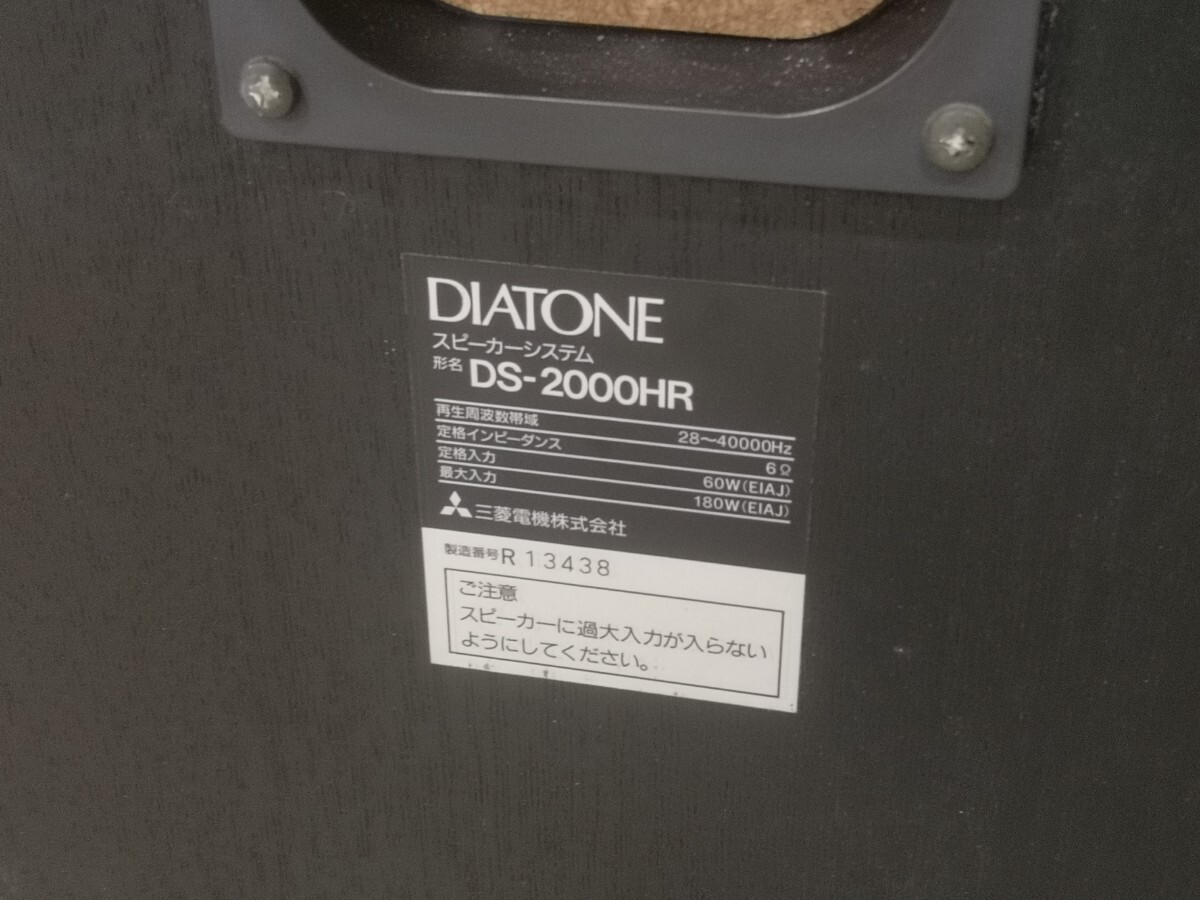 DIATONE
スピーカーシステム
形名 DS-2000HR
再生周波数帯域 28〜40000Hz
定格インピーダンス 6Ω
定格入力 60W(EIAJ)
最大入力 180W(EIAJ)
三菱電機株式会社
製造番号 R 13438
ご注意
スピーカーに過大入力が入らない
ようにしてください。